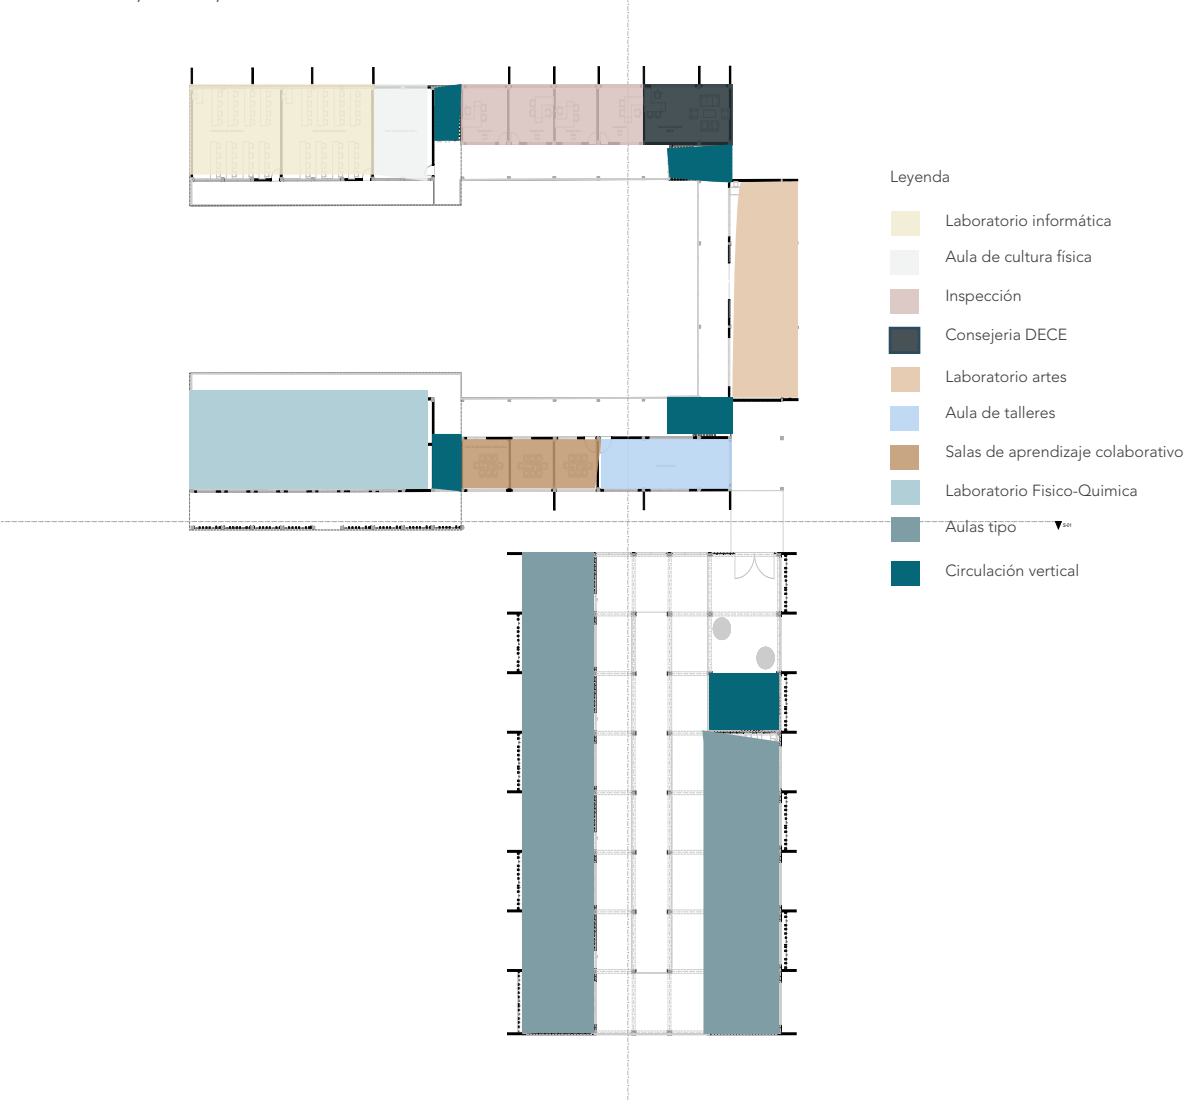 Leyenda
Laboratorio informática
Aula de cultura física
Inspección
Consejeria DECE
Laboratorio artes
Aula de talleres
Salas de aprendizaje colaborativo
Laboratorio Fisico-Quimica
Aulas tipo
Circulación vertical